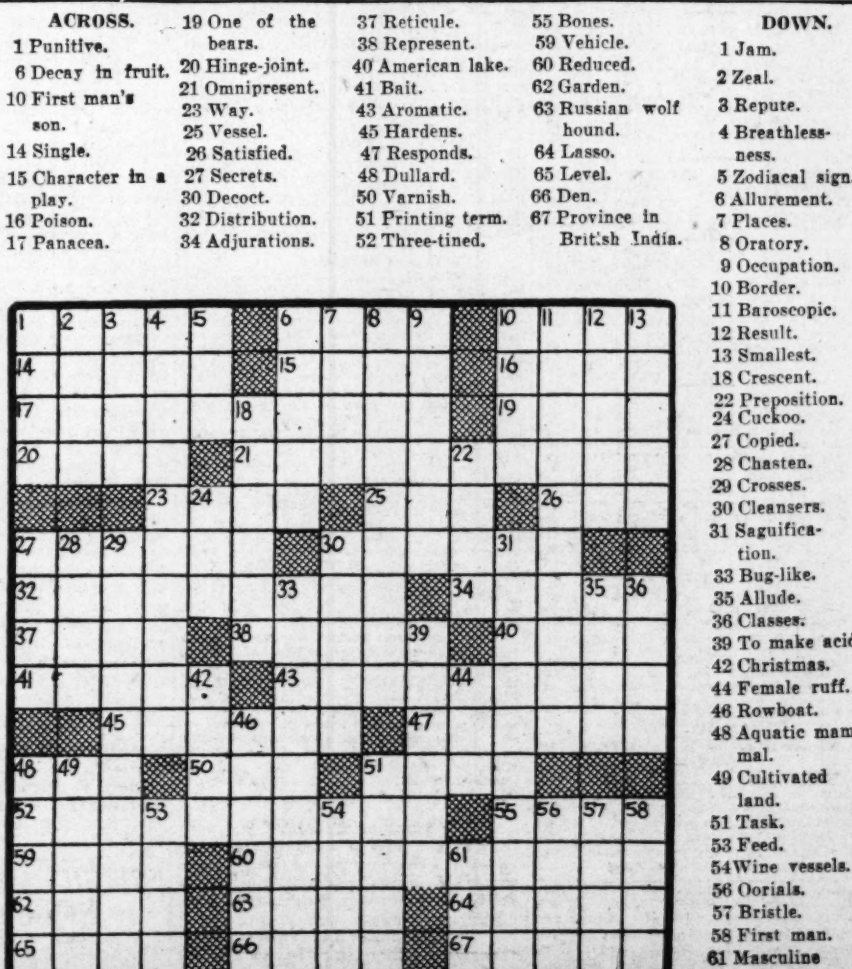 ACROSS.
1 Punitive.
6 Decay in fruit.
10 First man's
son.
14 Single.
15 Character in a
play.
16 Poison.
17 Panacea.
19 One of the
bears.
20 Hinge-joint.
21 Omnipresent.
23 Way.
25 Vessel.
26 Satisfied.
27 Secrets.
30 Decoct.
32 Distribution.
34 Adjurations.
37 Reticule.
38 Represent.
40 American lake.
41 Bait.
43 Aromatic.
45 Hardens.
47 Responds.
48 Dullard.
50 Varnish.
51 Printing term.
52 Three-tined.
55 Bones.
59 Vehicle.
60 Reduced.
62 Garden.
63 Russian wolf
hound.
64 Lasso.
65 Level.
66 Den.
67 Province in
British India.
DOWN.
1 Jam.
2 Zeal.
3 Repute.
4 Breathless-
ness.
5 Zodiacal sign.
6 Allurement.
7 Places.
8 Oratory.
9 Occupation.
10 Border.
11 Baroscopic.
12 Result.
13 Smallest.
18 Crescent.
22 Preposition.
24 Cuckoo.
27 Copied.
28 Chasten.
29 Crosses.
30 Cleansers.
31 Saguifica-
tion.
33 Bug-like.
35 Allude.
36 Classes.
39 To make acid
42 Christmas.
44 Female ruff.
46 Rowboat.
48 Aquatic mam
mal.
49 Cultivated
land.
51 Task.
53 Feed.
54 Wine vessels.
56 Oorials.
57 Bristle.
58 First man.
61 Masculine
1 2 3 4 5 6 7 8 9 10 11 12 13
14 15 16
17 18 19
20 21 22
23 24 25 26
27 28 29 30 31
32 33 34 35 36
37 38 39 40
41 42 43 44
45 46 47
48 49 50 51
52 53 54 55 56 57 58
59 60 61
62 63 64
65 66 67